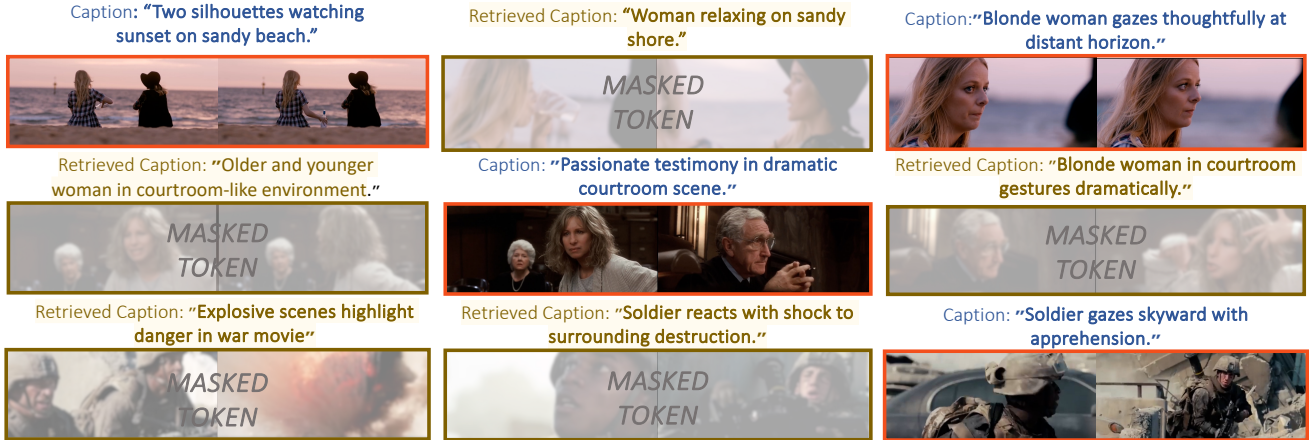 Caption: “Two silhouettes watching
sunset on sandy beach.”
Retrieved Caption: “Woman relaxing on sandy
shore.”
Caption:”Blonde woman gazes thoughtfully at
distant horizon.”
MASKED
TOKEN
Retrieved Caption: ”Older and younger
woman in courtroom-like environment.”
Caption: ”Passionate testimony in dramatic
courtroom scene.”
Retrieved Caption: ”Blonde woman in courtroom
gestures dramatically.”
MASKED
TOKEN
MASKED
TOKEN
Retrieved Caption: ”Explosive scenes highlight
danger in war movie”
Retrieved Caption: ”Soldier reacts with shock to
surrounding destruction.”
Caption: ”Soldier gazes skyward with
apprehension.”
MASKED
TOKEN
MASKED
TOKEN